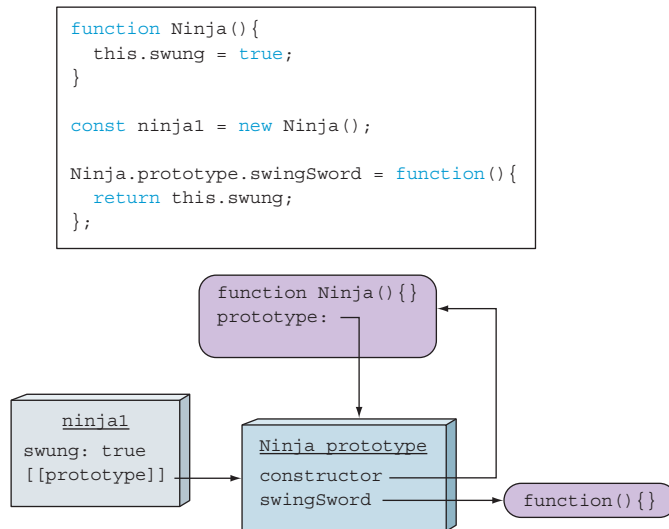 function Ninja(){
  this.swung = true;
}
const ninja1 = new Ninja();
Ninja.prototype.swingSword = function(){
  return this.swung;
};
function Ninja(){}
prototype:
ninja1
swung: true
[[prototype]]
Ninja prototype
constructor
swingSword
function(){}